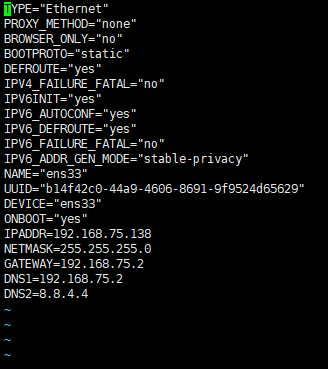 TYPE="Ethernet"
PROXY_METHOD="none"
BROWSER_ONLY="no"
BOOTPROTO="static"
DEFROUTE="yes"
IPV4_FAILURE_FATAL="no"
IPV6INIT="yes"
IPV6_AUTOCONF="yes"
IPV6_DEFROUTE="yes"
IPV6_FAILURE_FATAL="no"
IPV6_ADDR_GEN_MODE="stable-privacy"
NAME="ens33"
UUID="b14f42c0-44a9-4606-8691-9f9524d65629"
DEVICE="ens33"
ONBOOT="yes"
IPADDR=192.168.75.138
NETMASK=255.255.255.0
GATEWAY=192.168.75.2
DNS1=192.168.75.2
DNS2=8.8.4.4
~
~
~
~